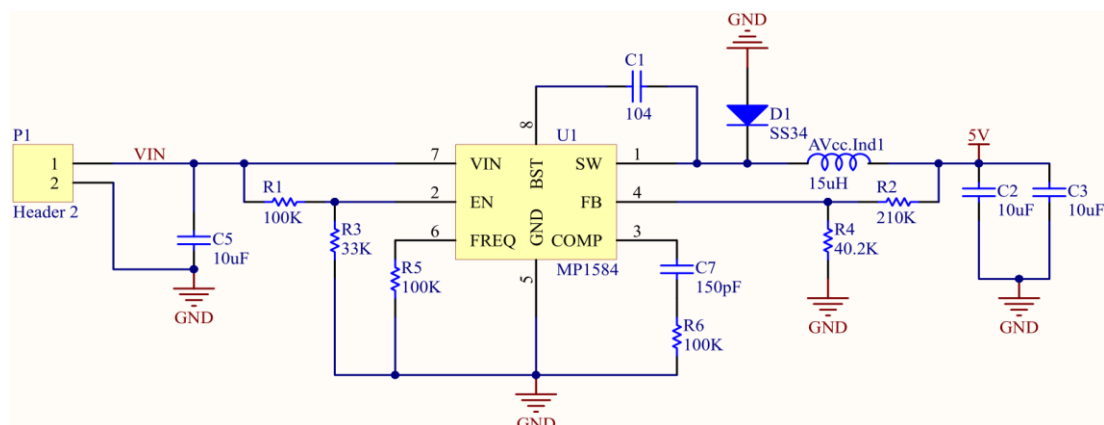 GND
C1
104
D1
SS34
P1
1
2
Header 2
VIN
8
U1
7
VIN
BST
SW
1
AVcc.Ind1
15uH
5V
R1
100K
2
EN
FB
4
R2
210K
C2
10uF
C3
10uF
R3
33K
6
FREQ
GND
COMP
3
R4
40.2K
C5
10uF
R5
100K
5
MP1584
C7
150pF
GND
R6
100K
GND
GND
GND